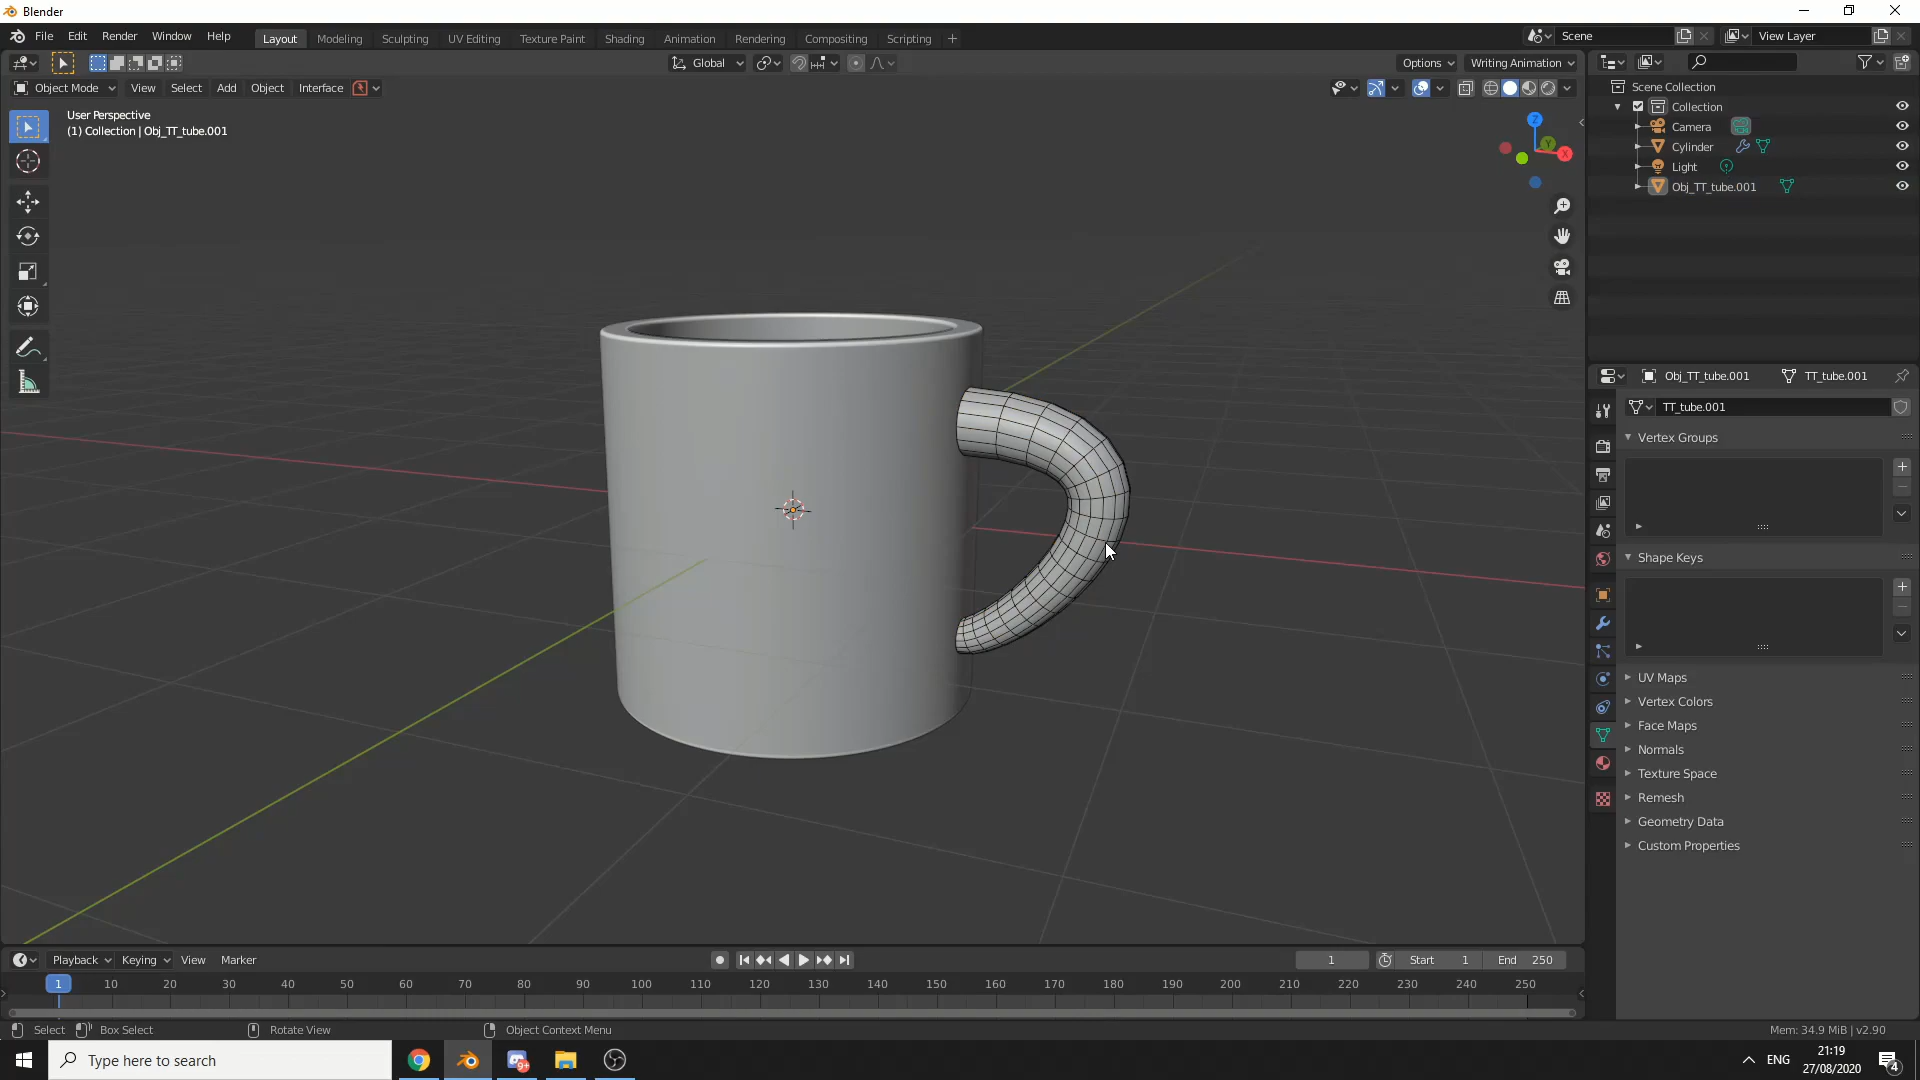 Blender
File Edit Render Window Help Layout Modeling Sculpting UV Editing Texture Paint Shading Animation Rendering Compositing Scripting + Scene View Layer
Global Options Writing Animation
Object Mode View Select Add Object Interface
User Perspective
(1) Collection | Obj_TT_tube.001
Z
Y
X
Scene Collection
Collection
Camera
Cylinder
Light
Obj_TT_tube.001
Obj_TT_tube.001 TT_tube.001
TT_tube.001
Vertex Groups
Shape Keys
UV Maps
Vertex Colors
Face Maps
Normals
Texture Space
Remesh
Geometry Data
Custom Properties
Playback Keying View Marker 1 Start 1 End 250
1 10 20 30 40 50 60 70 80 90 100 110 120 130 140 150 160 170 180 190 200 210 220 230 240 250
Select Box Select Rotate View Object Context Menu Mem: 34.9 MiB | v2.90
Type here to search 9+ ENG 21:19
27/08/2020 4